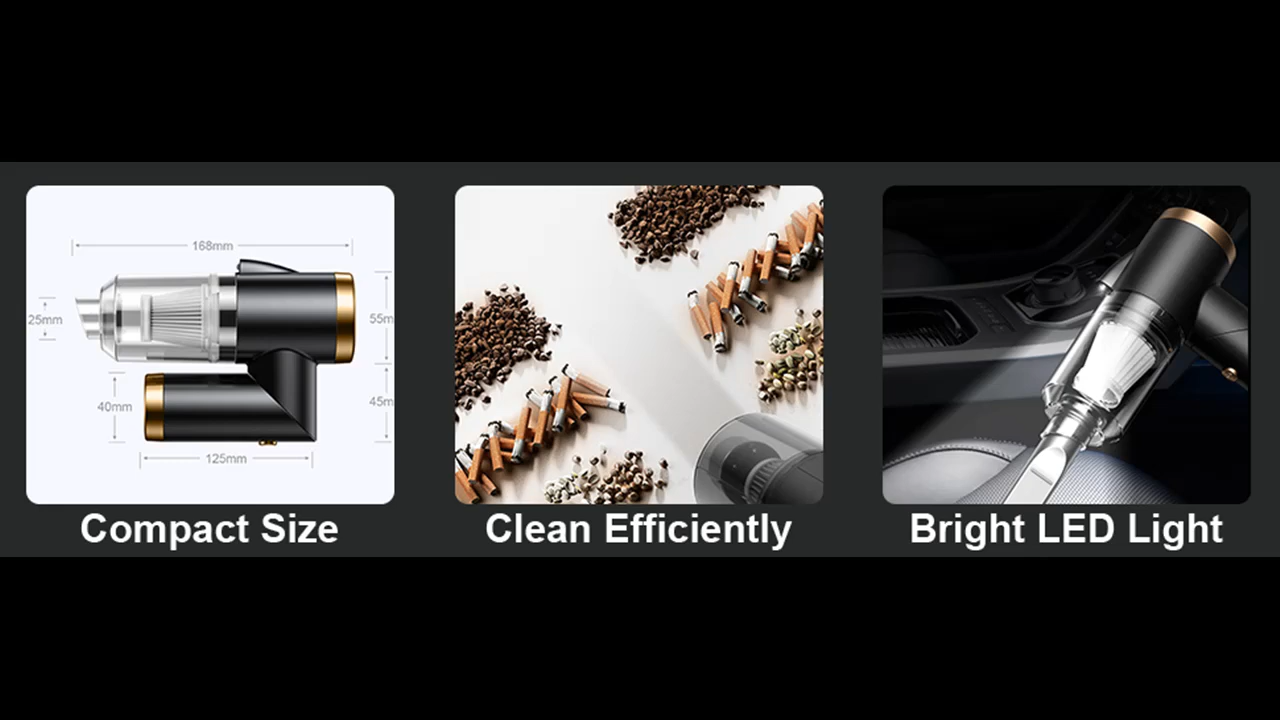 168mm
25mm
55m
40mm
45m
125mm
Compact Size
Clean Efficiently
Bright LED Light